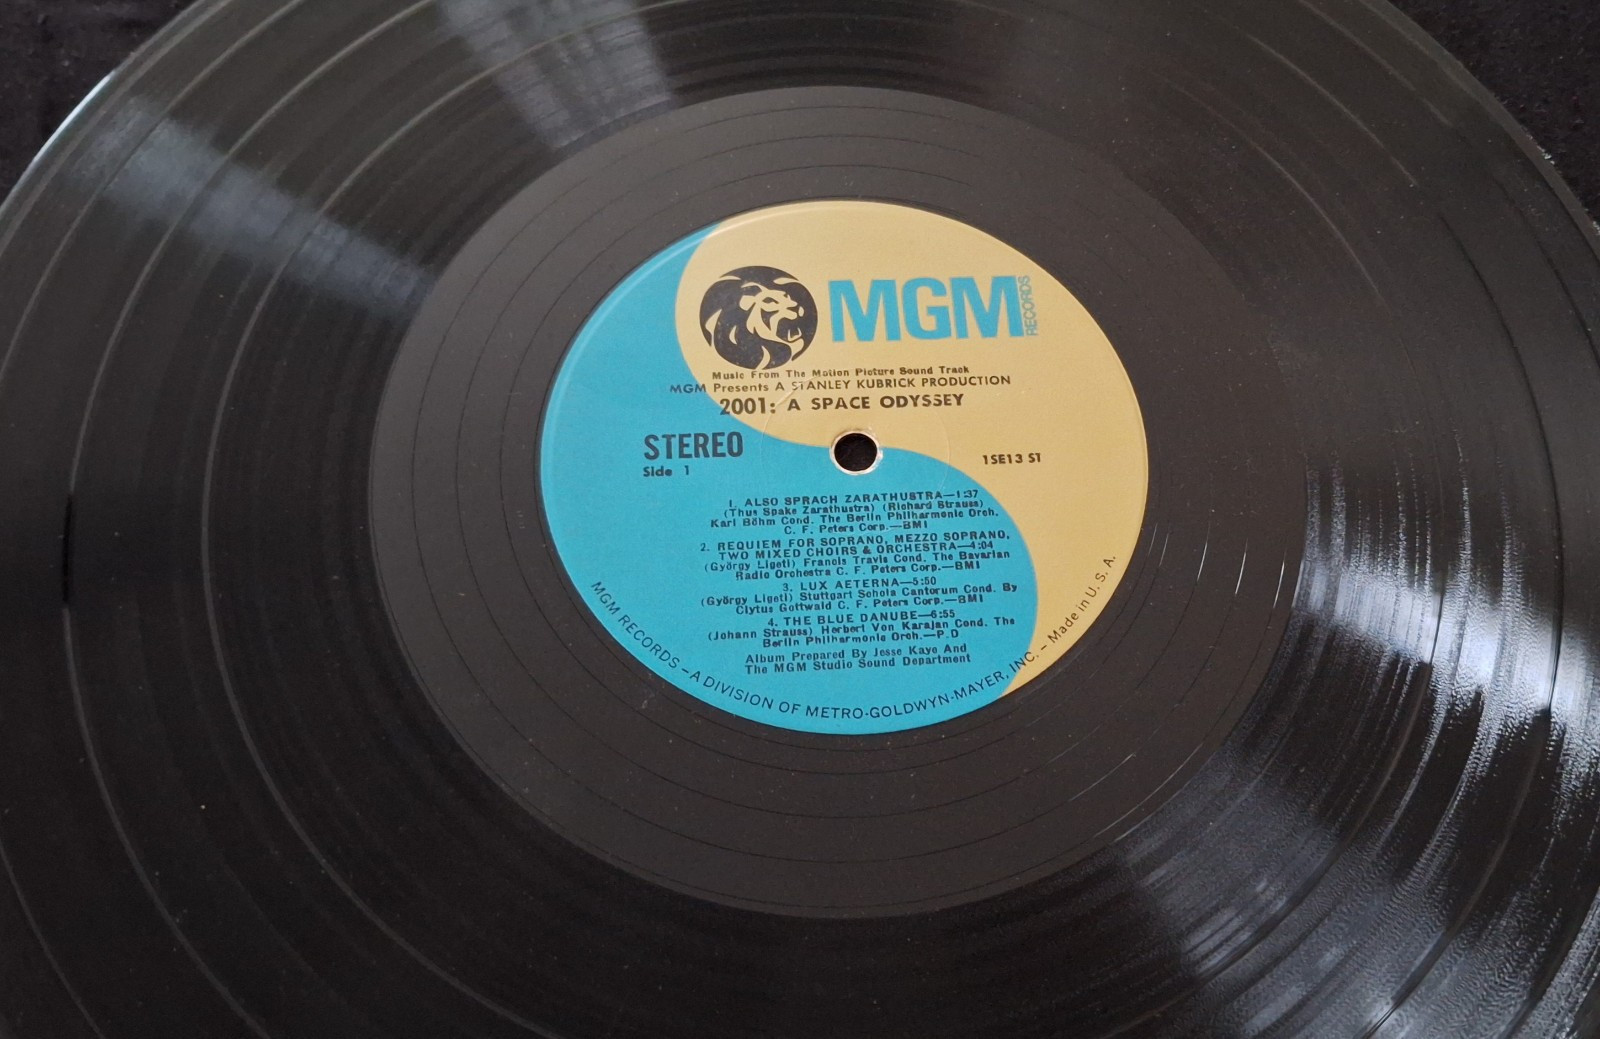 MGM RECORDS
Music From The Motion Picture Sound Track
MGM Presents A STANLEY KUBRICK PRODUCTION
2001: A SPACE ODYSSEY
STEREO
Side 1
1SE13 ST
1. ALSO SPRACH ZARATHUSTRA—1:37
(Thus Spake Zarathustra) (Richard Strauss)
Karl Böhm Cond. The Berlin Philharmonic Orch.
C. F. Peters Corp.—BMI
2. REQUIEM FOR SOPRANO, MEZZO SOPRANO,
TWO MIXED CHOIRS & ORCHESTRA—4:04
(György Ligeti) Francis Travis Cond. The Bavarian
Radio Orchestra C. F. Peters Corp.—BMI
3. LUX AETERNA—5:50
(György Ligeti) Stuttgart Schola Cantorum Cond. By
Clytus Gottwald C. F. Peters Corp.—BMI
4. THE BLUE DANUBE—6:55
(Johann Strauss) Herbert Von Karajan Cond. The
Berlin Philharmonic Orch.—P.D
Album Prepared By Jesse Kaye And
The MGM Studio Sound Department
MGM RECORDS – A DIVISION OF METRO-GOLDWYN-MAYER, INC. – Made in U. S. A.